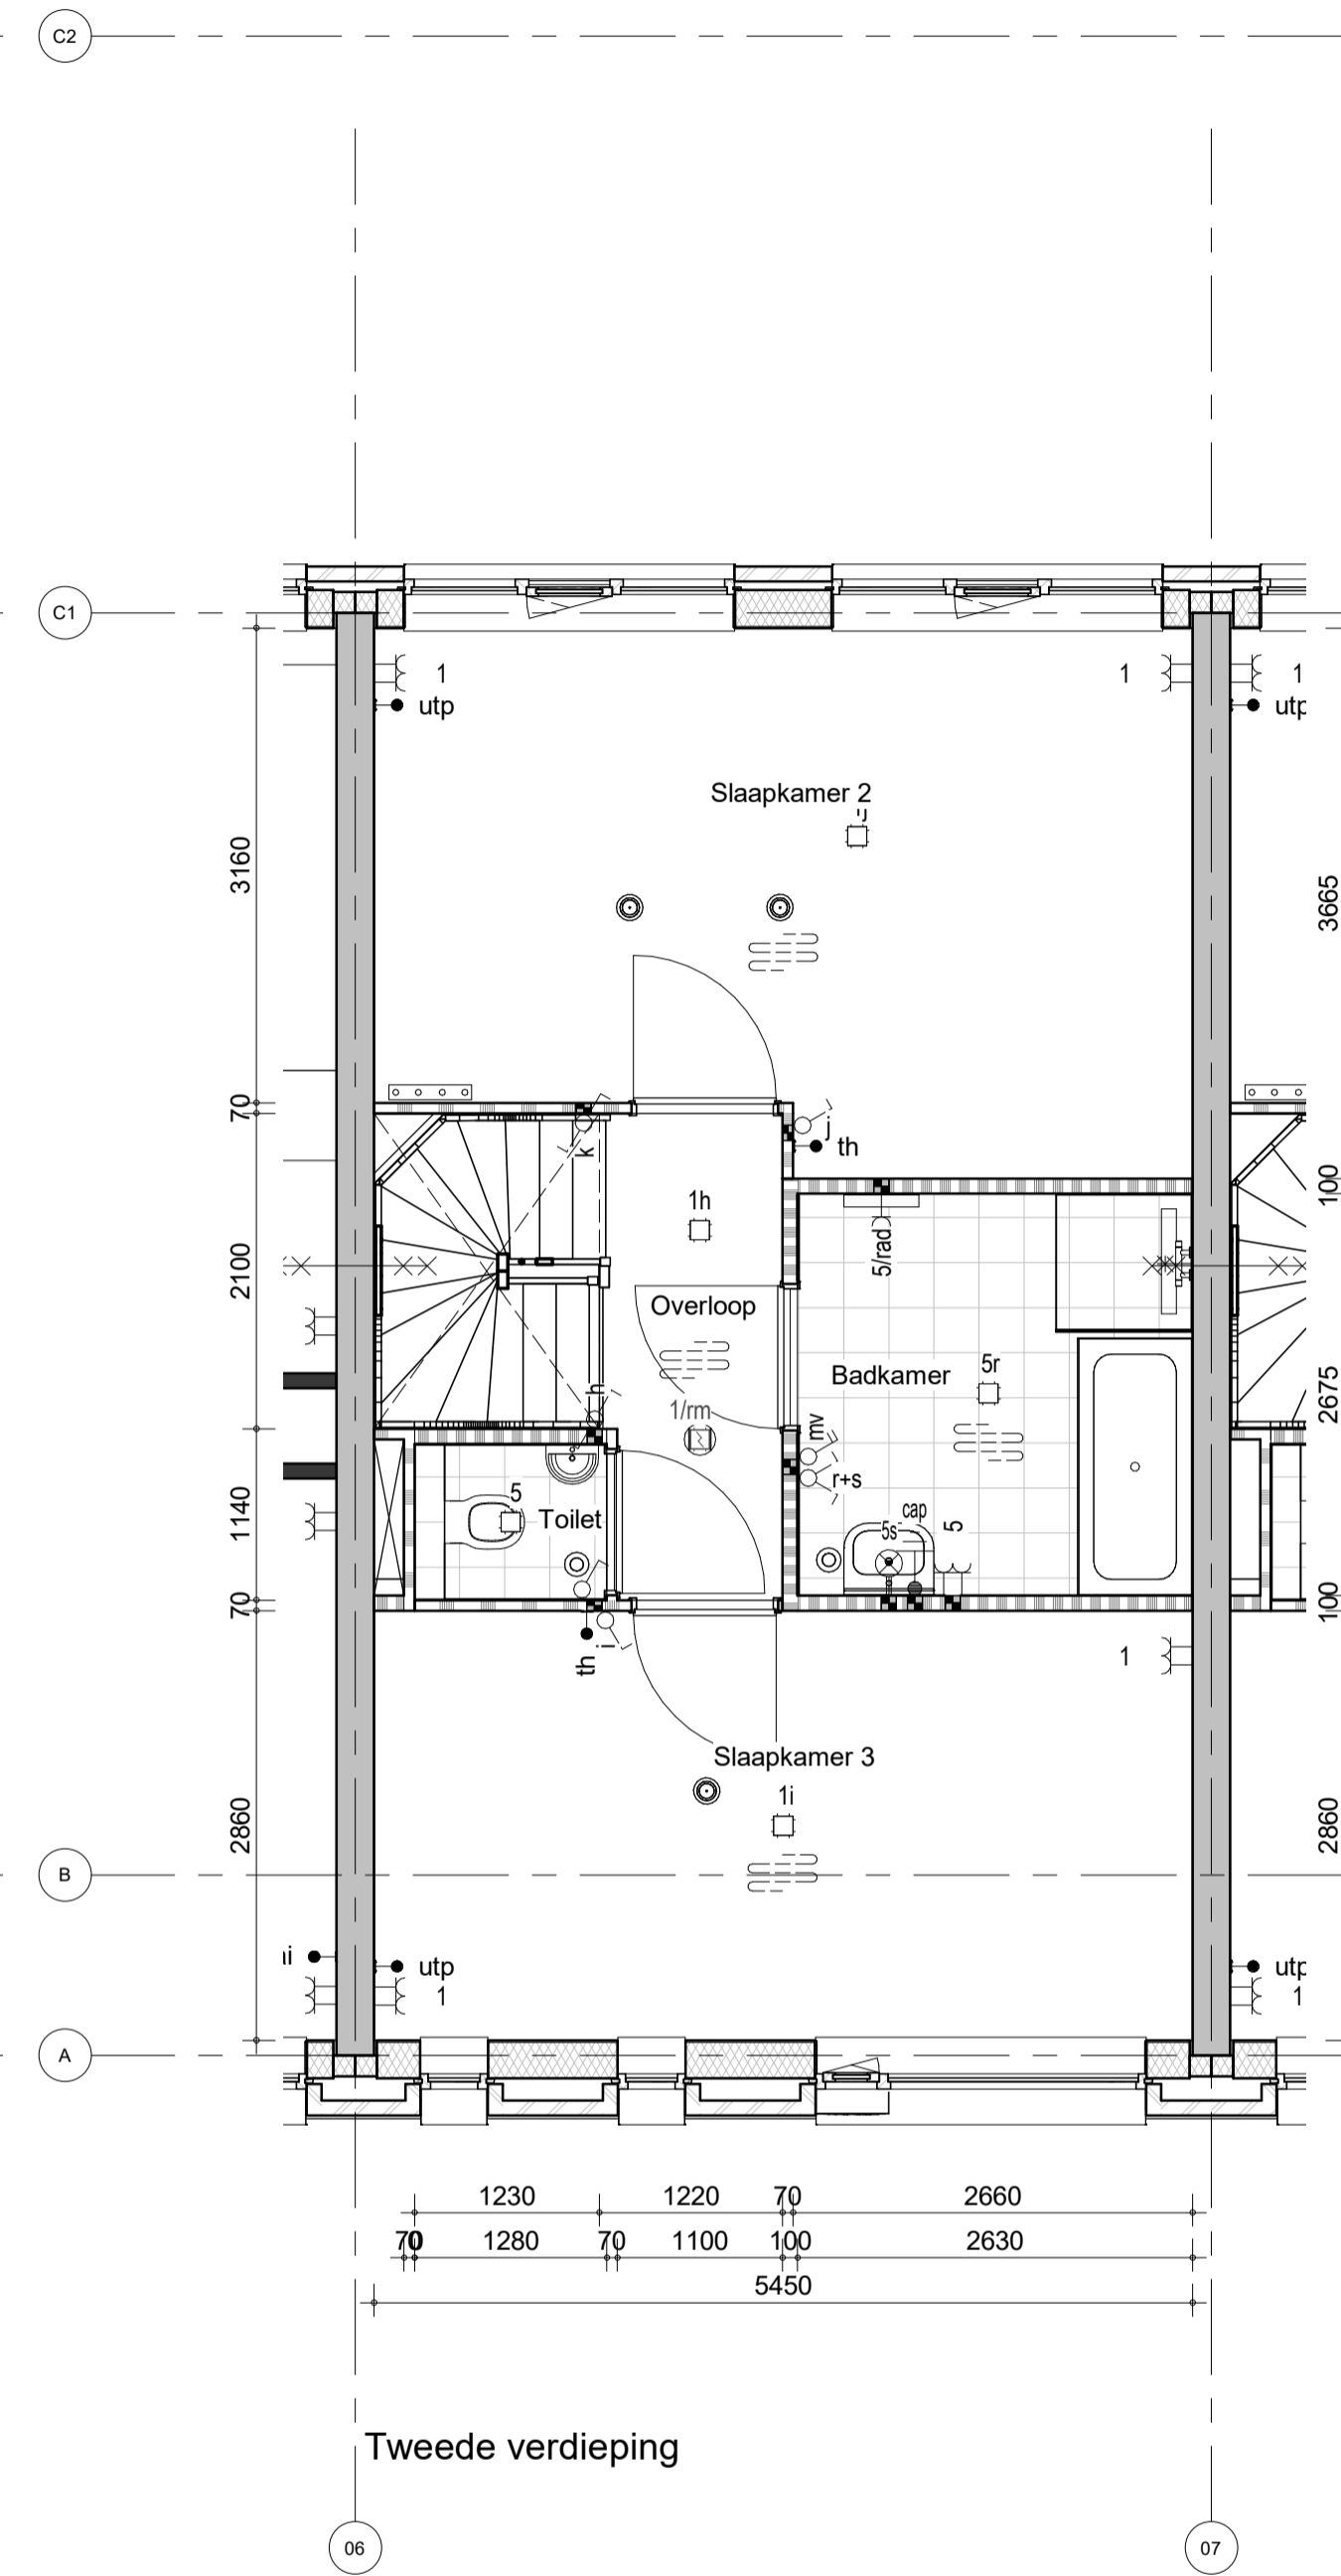 C2
C1
1
1
1
utp
utp
Slaapkamer 2
j
3160
3665
70
k
j
th
1h
100
5/rad
2100
Overloop
Badkamer
5r
2675
h
1/rm
mv
r+s
5
Toilet
cap
5s
5
1140
70
100
th
i
1
Slaapkamer 3
1i
2860
2860
B
utp
utp
1
1
A
1230
1220
70
2660
70
1280
70
1100
100
2630
5450
Tweede verdieping
06
07